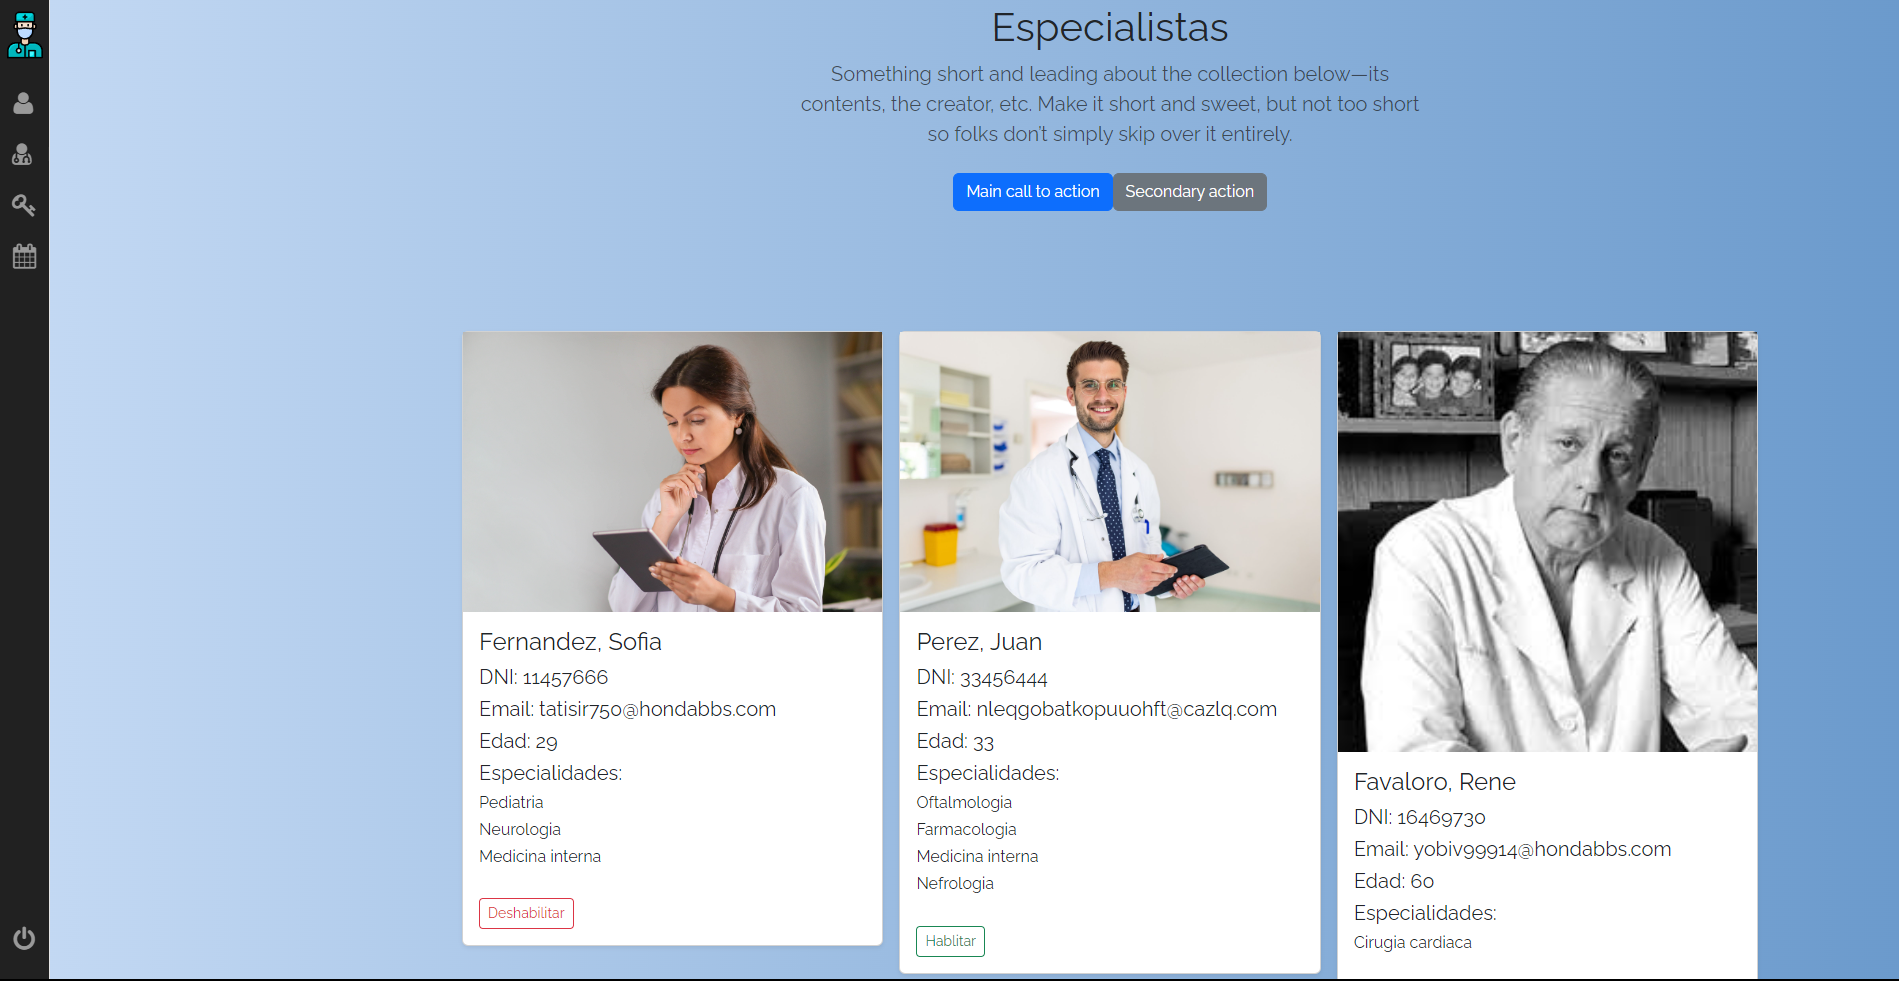 Especialistas
Something short and leading about the collection below—its
contents, the creator, etc. Make it short and sweet, but not too short
so folks don't simply skip over it entirely.
Main call to action
Secondary action
Fernandez, Sofia
DNI: 11457666
Email: tatisir750@hondabbs.com
Edad: 29
Especialidades:
Pediatria
Neurologia
Medicina interna
Deshabilitar
Perez, Juan
DNI: 33456444
Email: nleqgobatkopuuohft@cazlq.com
Edad: 33
Especialidades:
Oftalmologia
Farmacologia
Medicina interna
Nefrologia
Hablitar
Favaloro, Rene
DNI: 16469730
Email: yobiv99914@hondabbs.com
Edad: 60
Especialidades:
Cirugia cardiaca